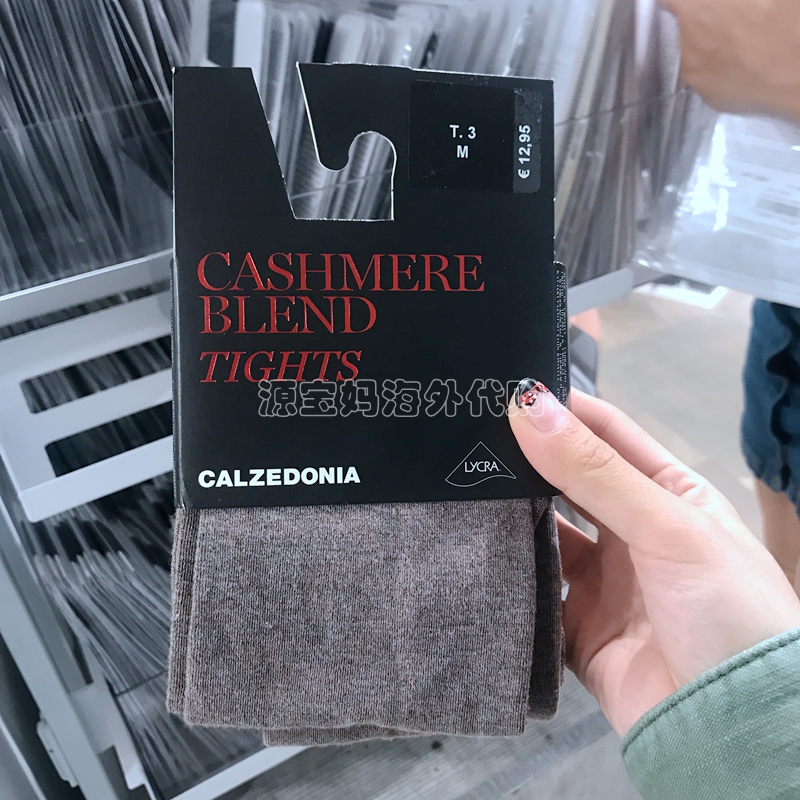 T. 3
M
€ 12,95
CASHMERE
BLEND
TIGHTS
源宝妈海外代购
CALZEDONIA
LYCRA